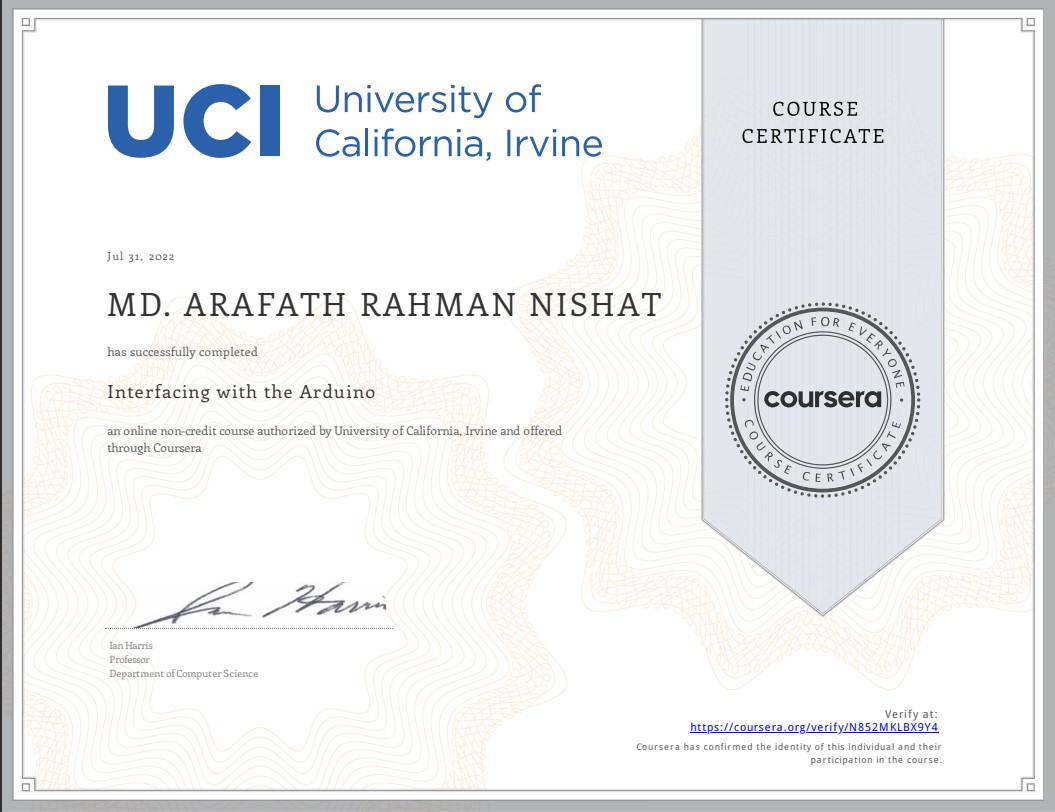 UCI University of
California, Irvine
COURSE
CERTIFICATE
Jul 31, 2022
MD. ARAFATH RAHMAN NISHAT
has successfully completed
Interfacing with the Arduino
an online non-credit course authorized by University of California, Irvine and offered
through Coursera
EDUCATION FOR EVERYONE
coursera
COURSE CERTIFICATE
Ian Harris
Ian Harris
Professor
Department of Computer Science
Verify at:
https://coursera.org/verify/N852MKLBX9Y4
Coursera has confirmed the identity of this individual and their
participation in the course.